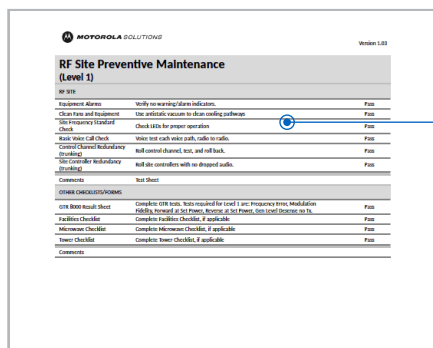 MOTOROLA SOLUTIONS
Version 1.03
RF Site Preventive Maintenance
(Level 1)
RF SITE
Equipment Alarms Verify no warning/alarm indicators. Pass
Clean Fans and Equipment Use antistatic vacuum to clean cooling pathways Pass
Site Frequency Standard
Check Check LEDs for proper operation Pass
Basic Voice Call Check Voice test each voice path, radio to radio. Pass
Control Channel Redundancy
(trunking) Roll control channel, test, and roll back. Pass
Site Controller Redundancy
(trunking) Roll site controllers with no dropped audio. Pass
Comments Test Sheet
OTHER CHECKLISTS/FORMS
GTR 8000 Result Sheet Complete GTR tests. Tests required for Level 1 are: Frequency Error, Modulation
Fidelity, Forward at Set Power, Reverse at Set Power, Gen Level Desense no Tx. Pass
Facilities Checklist Complete Facilities Checklist, if applicable Pass
Microwave Checklist Complete Microwave Checklist, if applicable Pass
Tower Checklist Complete Tower Checklist, if applicable Pass
Comments